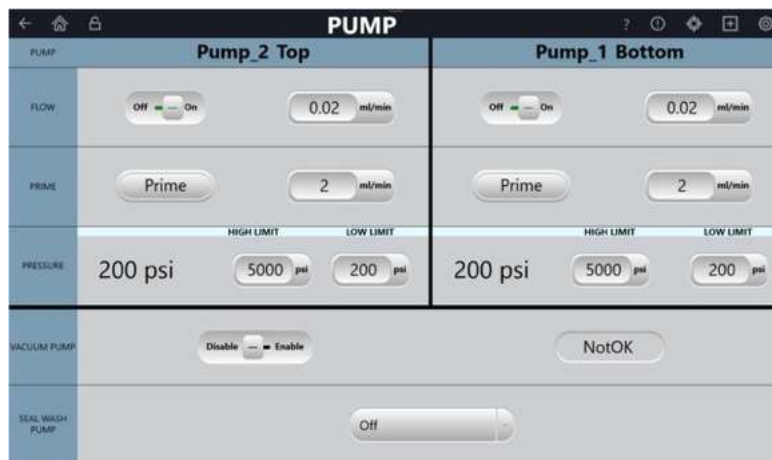 PUMP
?
PUMP Pump_2 Top Pump_1 Bottom
FLOW Off On 0.02 ml/min Off On 0.02 ml/min
PRIME Prime 2 ml/min Prime 2 ml/min
HIGH LIMIT LOW LIMIT HIGH LIMIT LOW LIMIT
PRESSURE 200 psi 5000 psi 200 psi 200 psi 5000 psi 200 psi
VACUUM PUMP Disable Enable NotOK
SEAL WASH
PUMP
Off